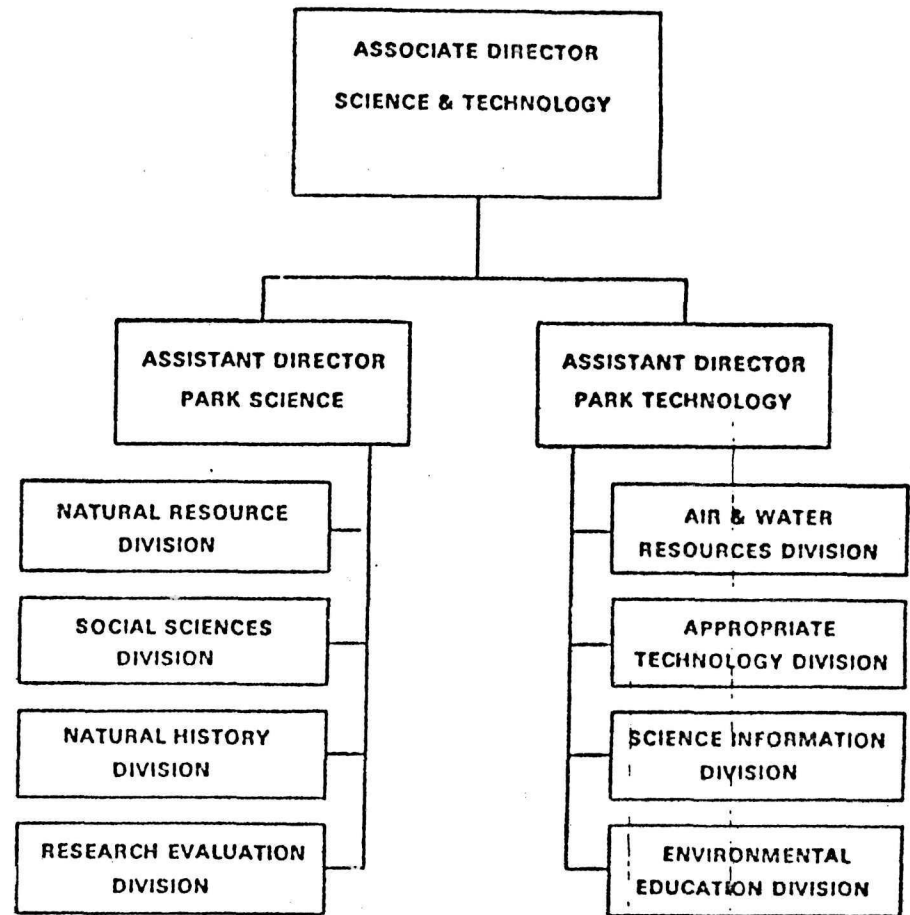 ASSOCIATE DIRECTOR
SCIENCE & TECHNOLOGY
ASSISTANT DIRECTOR
PARK SCIENCE
ASSISTANT DIRECTOR
PARK TECHNOLOGY
NATURAL RESOURCE
DIVISION
SOCIAL SCIENCES
DIVISION
NATURAL HISTORY
DIVISION
RESEARCH EVALUATION
DIVISION
AIR & WATER
RESOURCES DIVISION
APPROPRIATE
TECHNOLOGY DIVISION
SCIENCE INFORMATION
DIVISION
ENVIRONMENTAL
EDUCATION DIVISION